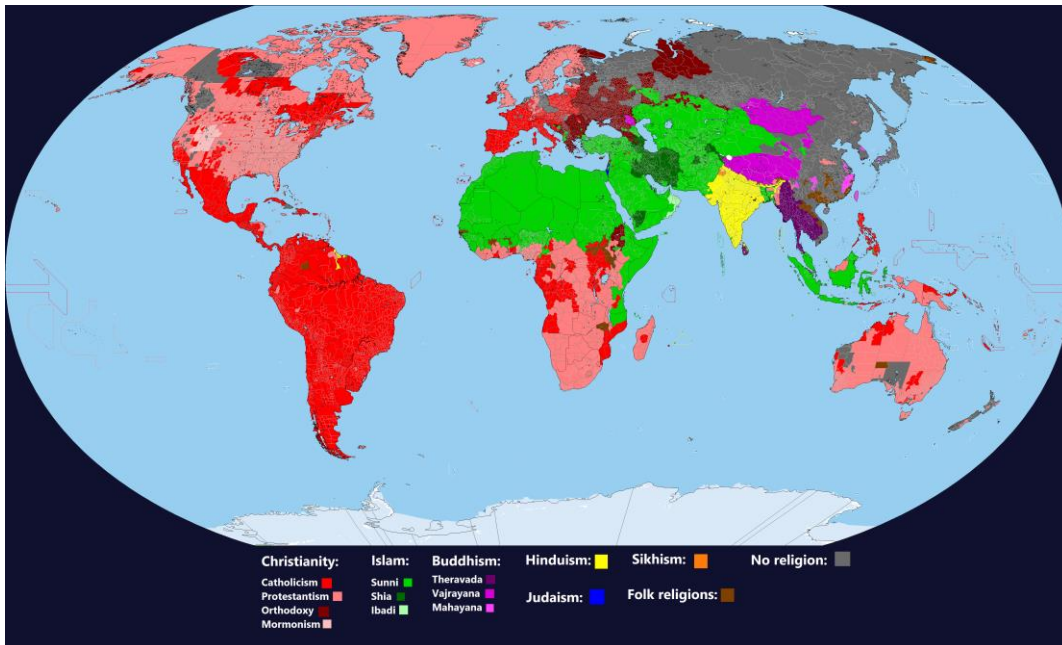 Christianity:
Catholicism
Protestantism
Orthodoxy
Mormonism
Islam:
Sunni
Shia
Ibadi
Buddhism:
Theravada
Vajrayana
Mahayana
Hinduism:
Judaism:
Sikhism:
Folk religions:
No religion: